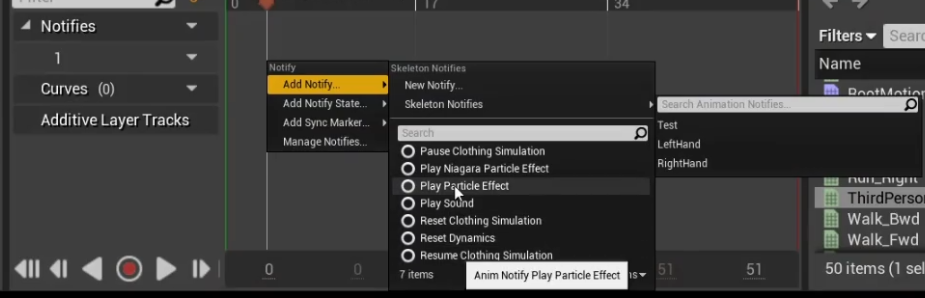 Filter
0
17
34
Notifies
1
Curves (0)
Additive Layer Tracks
Notify
Add Notify...
Add Notify State...
Add Sync Marker...
Manage Notifies...
Skeleton Notifies
New Notify...
Skeleton Notifies
Search
Pause Clothing Simulation
Play Niagara Particle Effect
Play Particle Effect
Play Sound
Reset Clothing Simulation
Reset Dynamics
Resume Clothing Simulation
7 items
Anim Notify Play Particle Effect
Search Animation Notifies...
Test
LeftHand
RightHand
Filters
Name
RootMotion
Run_Right
ThirdPerso
Walk_Bwd
Walk_Fwd
50 items (1 sel
0
0
51
51